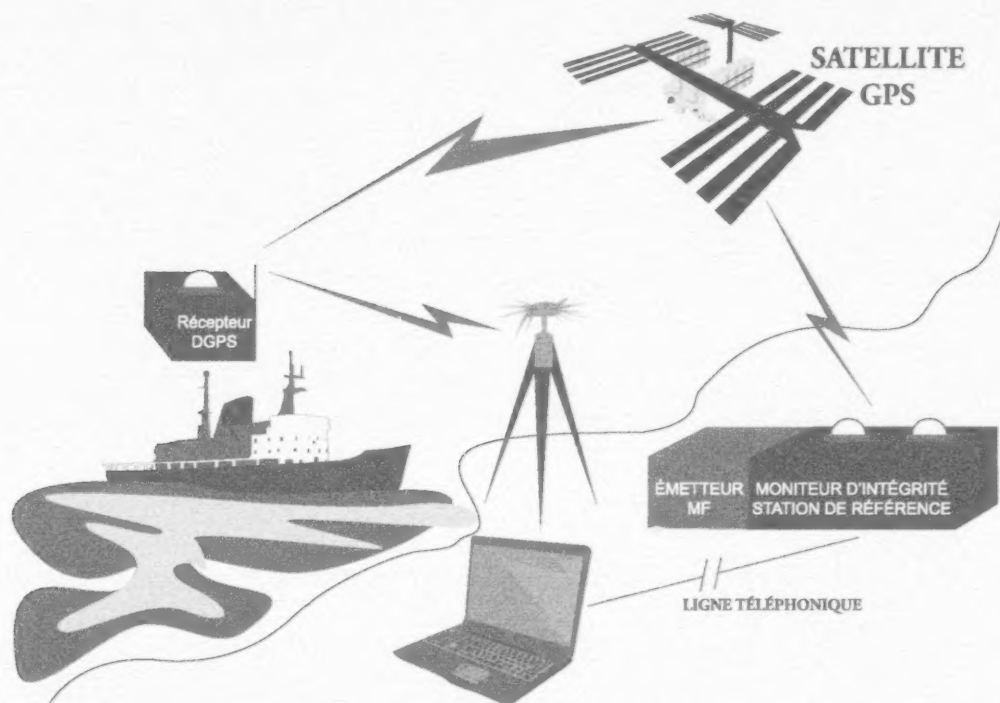 SATELLITE
GPS
Récepteur
DGPS
ÉMETTEUR
MF
MONITEUR D'INTÉGRITÉ
STATION DE RÉFÉRENCE
LIGNE TÉLÉPHONIQUE